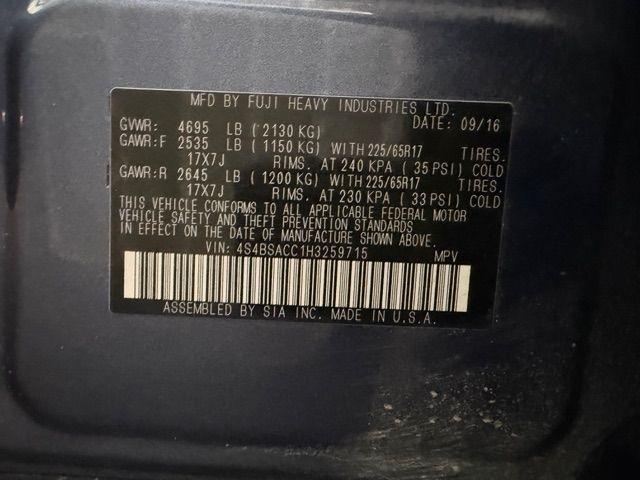 MFD BY FUJI HEAVY INDUSTRIES LTD.
GVWR: 4695 LB (2130 KG) DATE: 09/16
GAWR:F 2535 LB (1150 KG) WITH 225/65R17 TIRES.
17X7J RIMS. AT 240 KPA (35 PSI) COLD
GAWR:R 2645 LB (1200 KG) WITH 225/65R17 TIRES.
17X7J RIMS. AT 230 KPA (33 PSI) COLD
THIS VEHICLE CONFORMS TO ALL APPLICABLE FEDERAL MOTOR
VEHICLE SAFETY AND THEFT PREVENTION STANDARDS
IN EFFECT ON THE DATE OF MANUFACTURE SHOWN ABOVE.
VIN: 4S4BSACC1H3259715 MPV
ASSEMBLED BY SIA INC. MADE IN U.S.A.